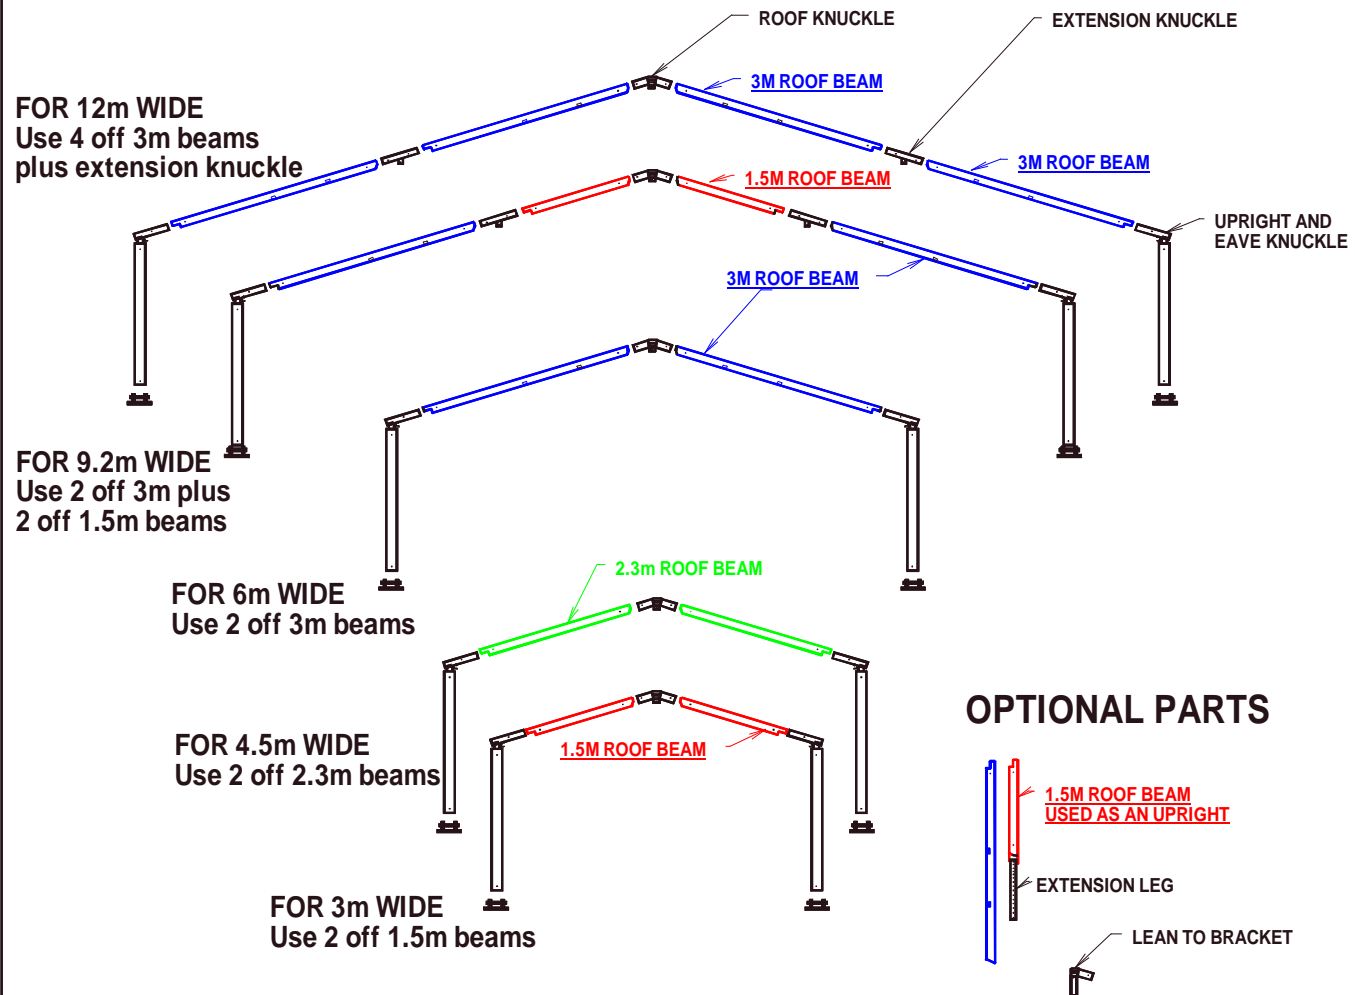 ROOF KNUCKLE
EXTENSION KNUCKLE
3M ROOF BEAM
FOR 12m WIDE
Use 4 off 3m beams
plus extension knuckle
3M ROOF BEAM
1.5M ROOF BEAM
UPRIGHT AND
EAVE KNUCKLE
3M ROOF BEAM
FOR 9.2m WIDE
Use 2 off 3m plus
2 off 1.5m beams
2.3m ROOF BEAM
FOR 6m WIDE
Use 2 off 3m beams
OPTIONAL PARTS
FOR 4.5m WIDE
Use 2 off 2.3m beams
1.5M ROOF BEAM
1.5M ROOF BEAM
USED AS AN UPRIGHT
EXTENSION LEG
FOR 3m WIDE
Use 2 off 1.5m beams
LEAN TO BRACKET